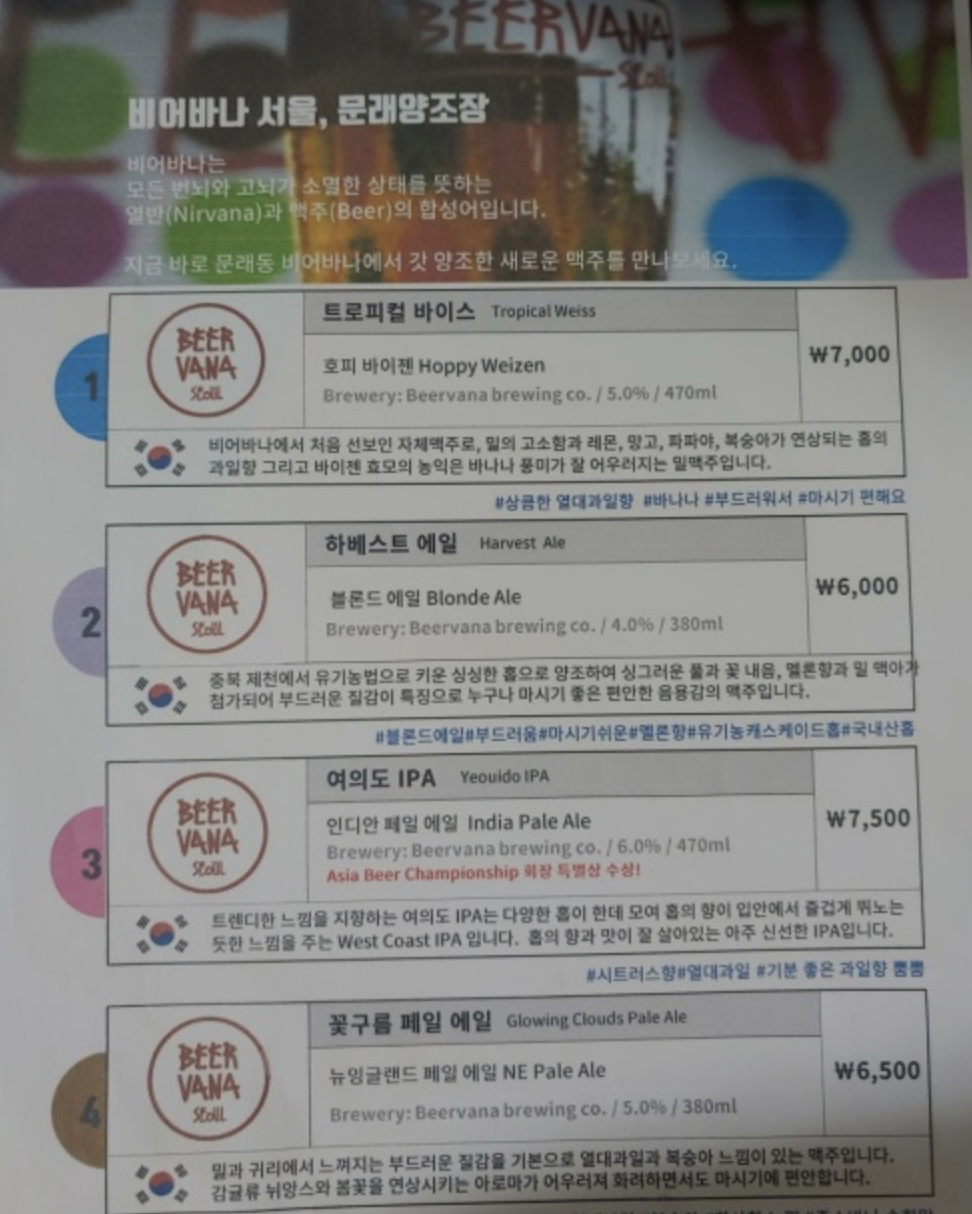 BEERVANA
Seoul
비어바나 서울, 문래양조장
비어바나는
모든 번뇌와 고뇌가 소멸한 상태를 뜻하는
열반(Nirvana)과 맥주(Beer)의 합성어입니다.
지금 바로 문래동 비어바나에서 갓 양조한 새로운 맥주를 만나보세요.
1
BEER
VANA
Seoul
트로피컬 바이스 Tropical Weiss
₩7,000
호피 바이젠 Hoppy Weizen
Brewery: Beervana brewing co. / 5.0% / 470ml
비어바나에서 처음 선보인 자체맥주로, 밀의 고소함과 레몬, 망고, 파파야, 복숭아가 연상되는 홉의
과일향 그리고 바이젠 효모의 농익은 바나나 풍미가 잘 어우러지는 밀맥주입니다.
#상큼한 열대과일향 #바나나 #부드러워서 #마시기 편해요
2
BEER
VANA
Seoul
하베스트 에일 Harvest Ale
₩6,000
블론드 에일 Blonde Ale
Brewery: Beervana brewing co. / 4.0% / 380ml
충북 제천에서 유기농법으로 키운 싱싱한 홉으로 양조하여 싱그러운 풀과 꽃 내음, 멜론향과 밀 맥아가
첨가되어 부드러운 질감이 특징으로 누구나 마시기 좋은 편안한 음용감의 맥주입니다.
#블론드에일#부드러움#마시기쉬운#멜론향#유기농캐스케이드홉#국내산홉
3
BEER
VANA
Seoul
여의도 IPA Yeouido IPA
₩7,500
인디안 페일 에일 India Pale Ale
Brewery: Beervana brewing co. / 6.0% / 470ml
Asia Beer Championship 회장 특별상 수상!
트렌디한 느낌을 지향하는 여의도 IPA는 다양한 홉이 한데 모여 홉의 향이 입안에서 즐겁게 뛰노는
듯한 느낌을 주는 West Coast IPA 입니다. 홉의 향과 맛이 잘 살아있는 아주 신선한 IPA입니다.
#시트러스향#열대과일 #기분 좋은 과일향 뿜뿜
4
BEER
VANA
Seoul
꽃구름 페일 에일 Glowing Clouds Pale Ale
₩6,500
뉴잉글랜드 페일 에일 NE Pale Ale
Brewery: Beervana brewing co. / 5.0% / 380ml
밀과 귀리에서 느껴지는 부드러운 질감을 기본으로 열대과일과 복숭아 느낌이 있는 맥주입니다.
감귤류 뉘앙스와 봄꽃을 연상시키는 아로마가 어우러져 화려하면서도 마시기에 편안합니다.